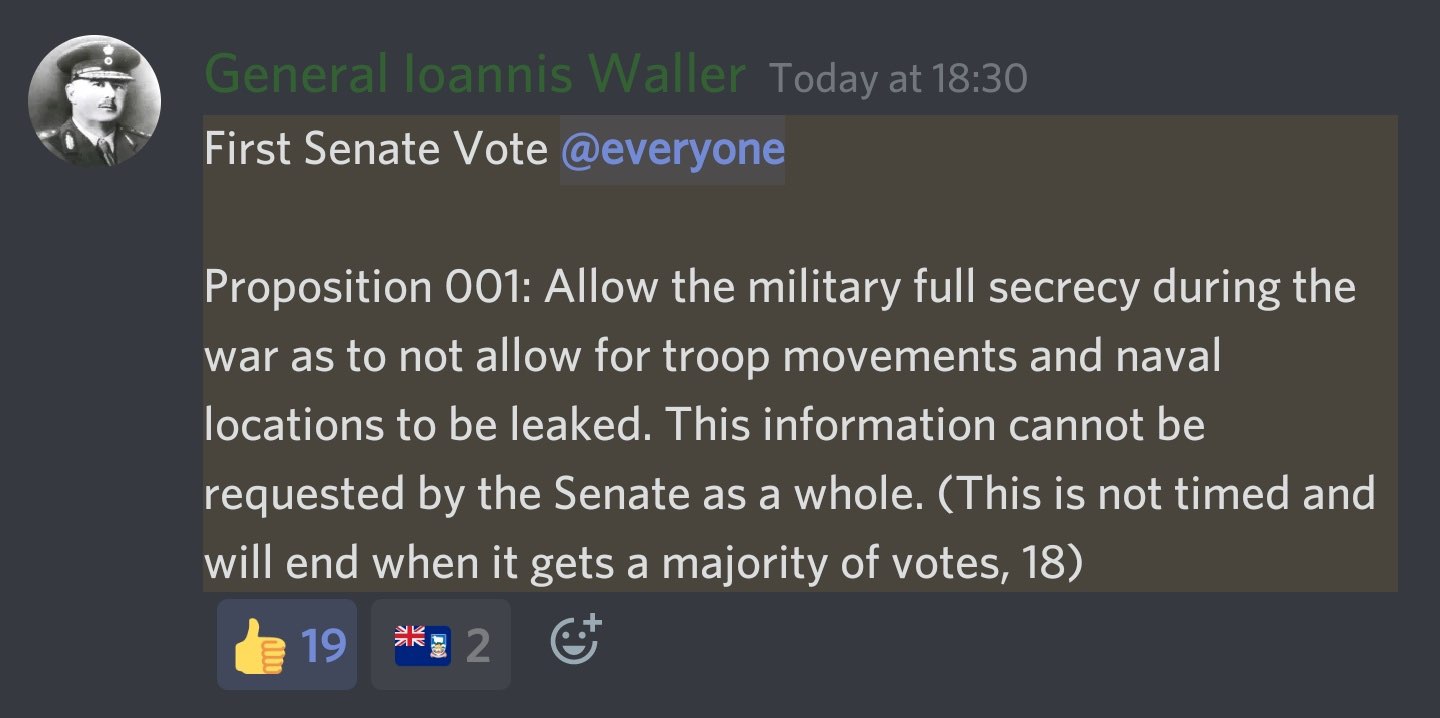 General Ioannis Waller Today at 18:30
First Senate Vote @everyone
Proposition 001: Allow the military full secrecy during the
war as to not allow for troop movements and naval
locations to be leaked. This information cannot be
requested by the Senate as a whole. (This is not timed and
will end when it gets a majority of votes, 18)
19 2